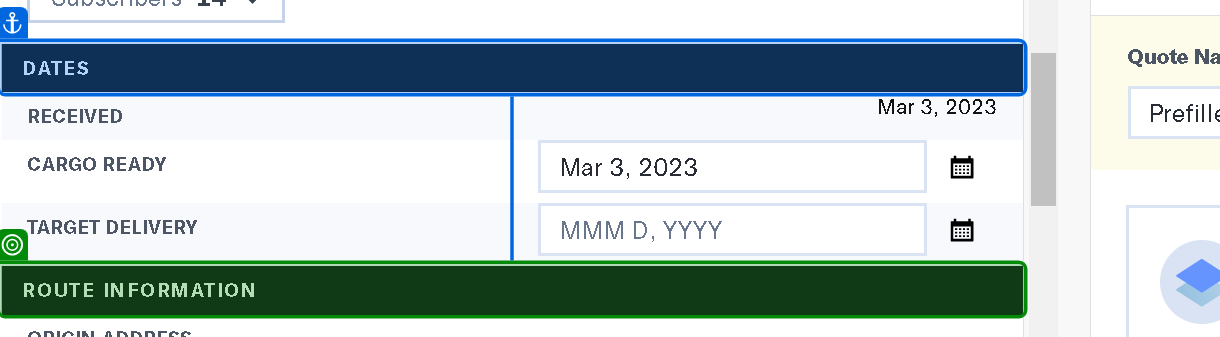 Subscribers 14
DATES
RECEIVED
Mar 3, 2023
CARGO READY
Mar 3, 2023
TARGET DELIVERY
MMM D, YYYY
ROUTE INFORMATION
ORIGIN ADDRESS
Quote Na
Prefille